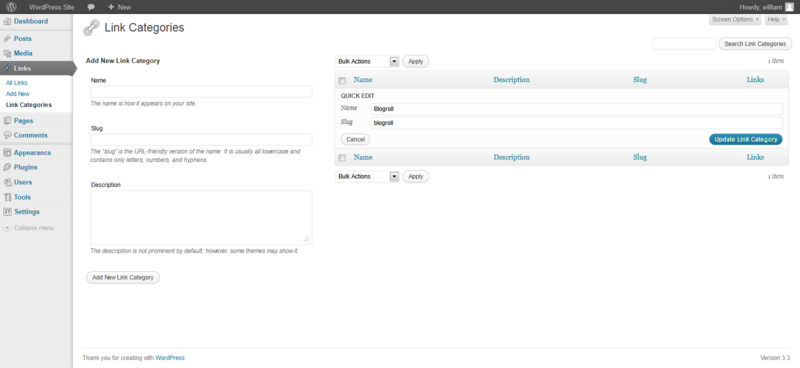 WordPress Site
+ New
Howdy, william
Dashboard
Posts
Media
Links
All Links
Add New
Link Categories
Pages
Comments
Appearance
Plugins
Users
Tools
Settings
Collapse menu
Screen Options
Help
Link Categories
Search Link Categories
Add New Link Category
Name
The name is how it appears on your site.
Slug
The "slug" is the URL-friendly version of the name. It is usually all lowercase and
contains only letters, numbers, and hyphens.
Description
The description is not prominent by default; however, some themes may show it.
Add New Link Category
Bulk Actions Apply 1 item
Name Description Slug Links
QUICK EDIT
Name Blogroll
Slug blogroll
Cancel Update Link Category
Name Description Slug Links
Bulk Actions Apply 1 item
Thank you for creating with WordPress
Version 3.3